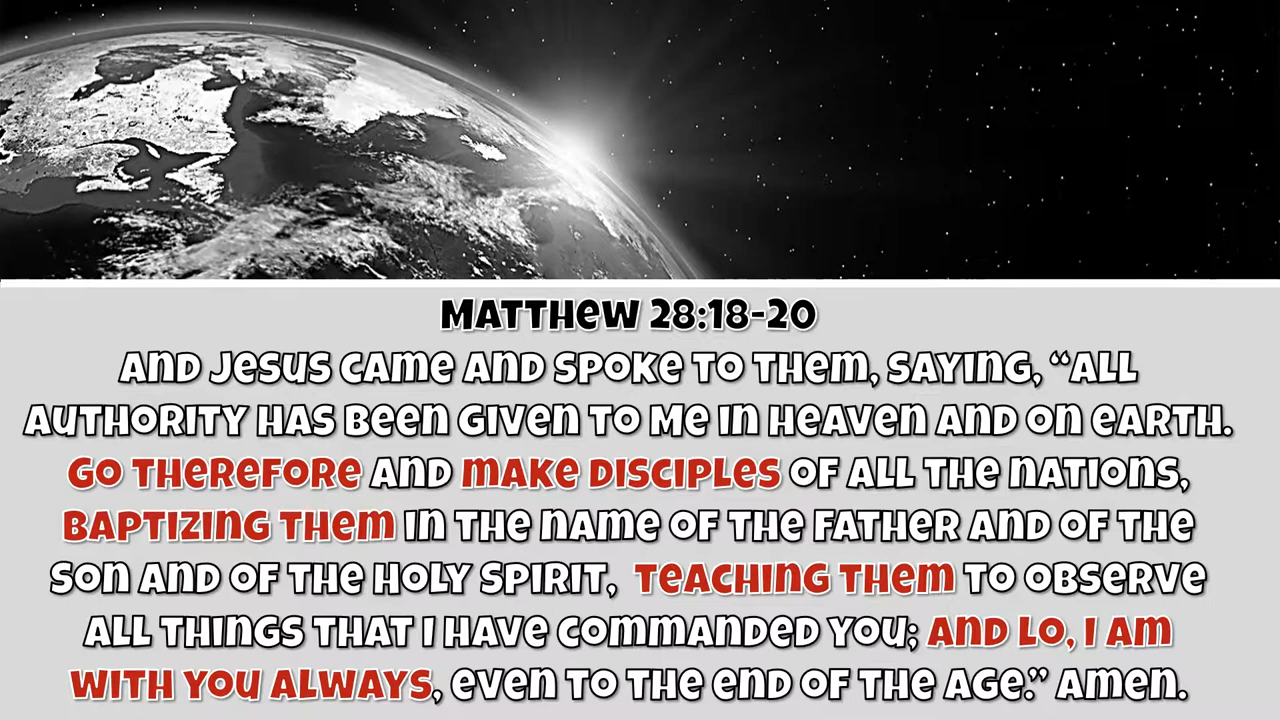 Matthew 28:18-20
And Jesus came and spoke to them, saying, “All
authority has been given to Me in heaven and on earth.
Go therefore and make disciples of all the nations,
baptizing them in the name of the Father and of the
Son and of the Holy Spirit, teaching them to observe
all things that I have commanded you; and lo, I am
with you always, even to the end of the age.” Amen.